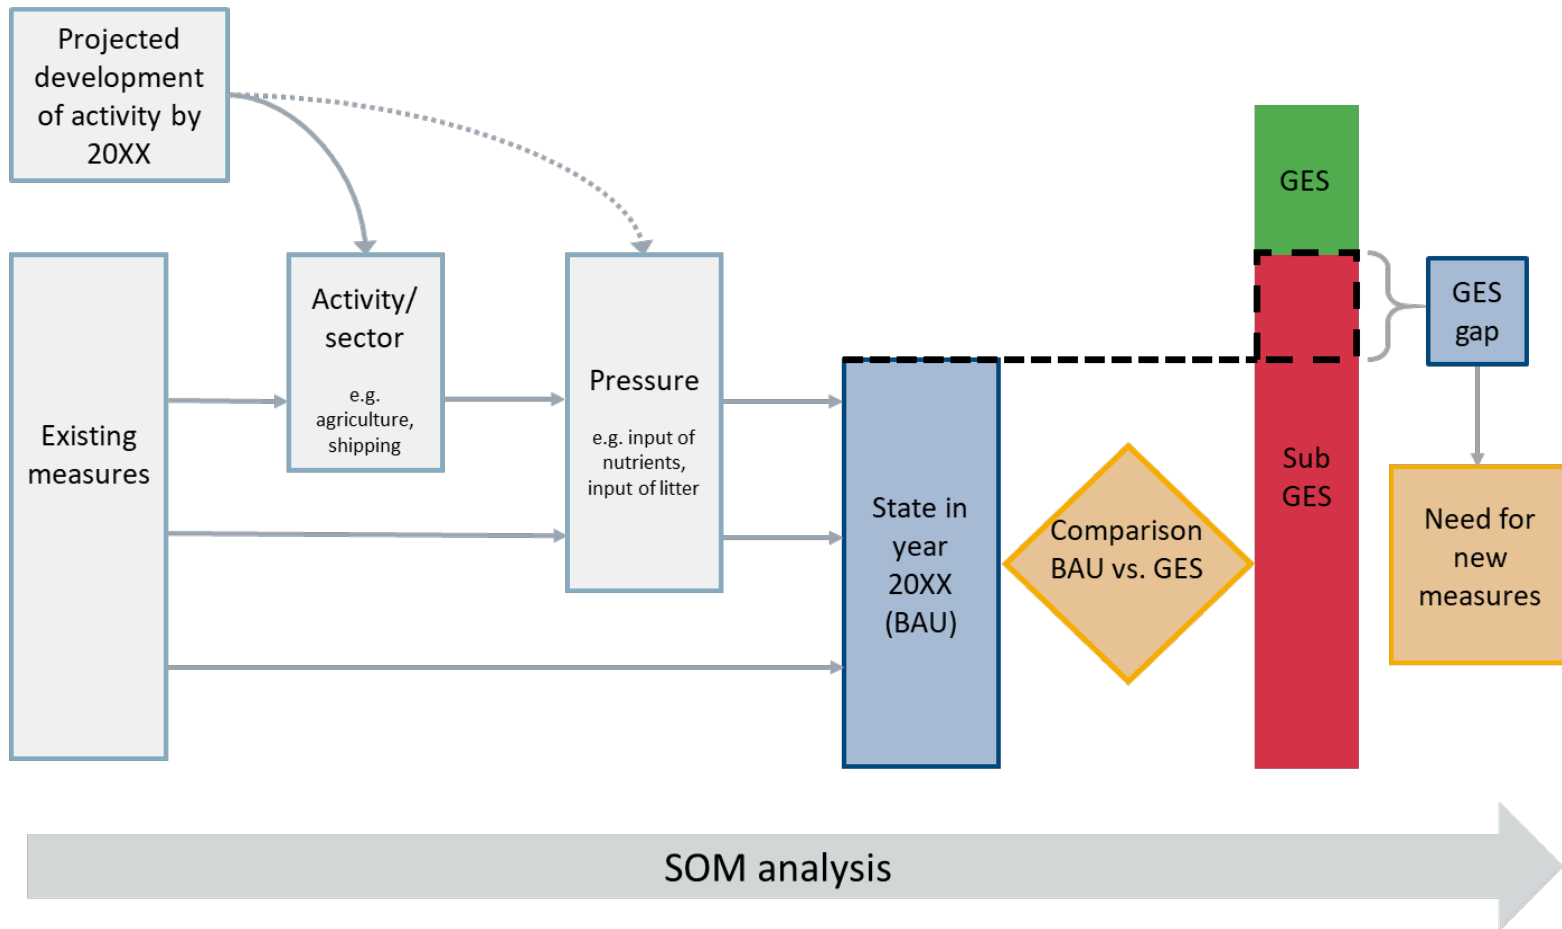 Projected
development
of activity by
20XX
Existing
measures
Activity/
sector
e.g.
agriculture,
shipping
Pressure
e.g. input of
nutrients,
input of litter
State in
year
20XX
(BAU)
Comparison
BAU vs. GES
GES
Sub
GES
GES
gap
Need for
new
measures
SOM analysis